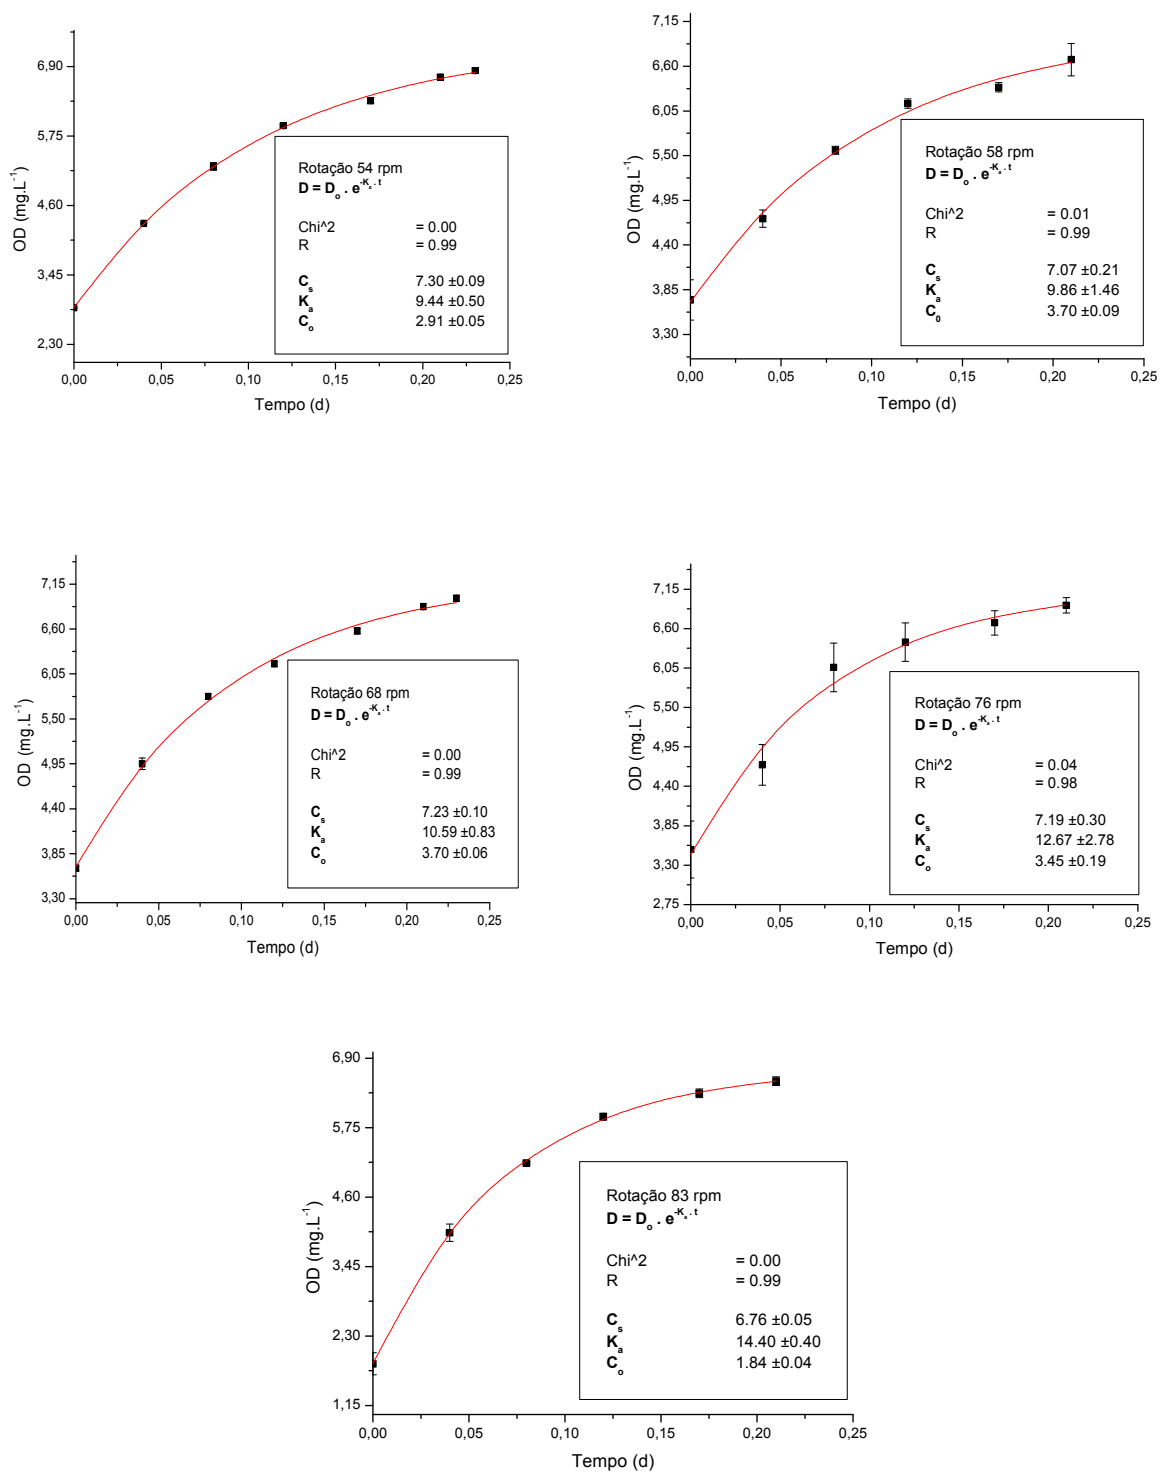 6,90
5,75
4,60
3,45
2,30
OD (mg.L-1)
0,00 0,05 0,10 0,15 0,20 0,25
Tempo (d)
Rotação 54 rpm
D = Do . e-Ka . t
Chi^2 = 0.00
R = 0.99
Cs 7.30 ±0.09
Ka 9.44 ±0.50
Co 2.91 ±0.05
7,15
6,60
6,05
5,50
4,95
4,40
3,85
3,30
OD (mg.L-1)
0,00 0,05 0,10 0,15 0,20 0,25
Tempo (d)
Rotação 58 rpm
D = Do . e-Ka . t
Chi^2 = 0.01
R = 0.99
Cs 7.07 ±0.21
Ka 9.86 ±1.46
C0 3.70 ±0.09
7,15
6,60
6,05
5,50
4,95
4,40
3,85
3,30
OD (mg.L-1)
0,00 0,05 0,10 0,15 0,20 0,25
Tempo (d)
Rotação 68 rpm
D = Do . e-Ka . t
Chi^2 = 0.00
R = 0.99
Cs 7.23 ±0.10
Ka 10.59 ±0.83
Co 3.70 ±0.06
7,15
6,60
6,05
5,50
4,95
4,40
3,85
3,30
2,75
OD (mg.L-1)
0,00 0,05 0,10 0,15 0,20 0,25
Tempo (d)
Rotação 76 rpm
D = Do . e-Ka . t
Chi^2 = 0.04
R = 0.98
Cs 7.19 ±0.30
Ka 12.67 ±2.78
Co 3.45 ±0.19
6,90
5,75
4,60
3,45
2,30
1,15
OD (mg.L-1)
0,00 0,05 0,10 0,15 0,20 0,25
Tempo (d)
Rotação 83 rpm
D = Do . e-Ka . t
Chi^2 = 0.00
R = 0.99
Cs 6.76 ±0.05
Ka 14.40 ±0.40
Co 1.84 ±0.04